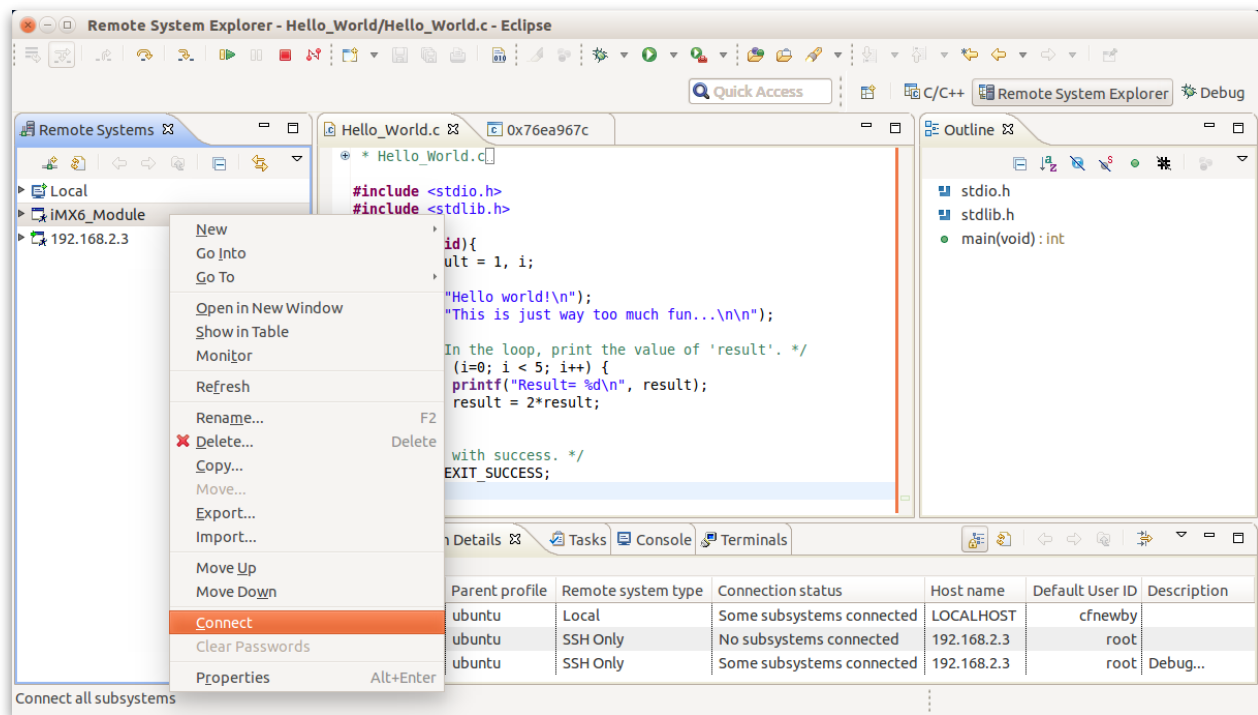 Remote System Explorer - Hello_World/Hello_World.c - Eclipse
Quick Access
C/C++
Remote System Explorer
Debug
Remote Systems
Local
iMX6_Module
192.168.2.3
New
Go Into
Go To
Open in New Window
Show in Table
Monitor
Refresh
Rename... F2
Delete... Delete
Copy...
Move...
Export...
Import...
Move Up
Move Down
Connect
Clear Passwords
Properties Alt+Enter
Hello_World.c
0x76ea967c
* Hello_World.c
#include <stdio.h>
#include <stdlib.h>
id){
ult = 1, i;
"Hello world!\n");
"This is just way too much fun...\n\n");
In the loop, print the value of 'result'. */
(i=0; i < 5; i++) {
printf("Result= %d\n", result);
result = 2*result;
with success. */
EXIT_SUCCESS;
Outline
stdio.h
stdlib.h
main(void) : int
Details
Tasks
Console
Terminals
Parent profile Remote system type Connection status Host name Default User ID Description
ubuntu Local Some subsystems connected LOCALHOST cfnewby
ubuntu SSH Only No subsystems connected 192.168.2.3 root
ubuntu SSH Only Some subsystems connected 192.168.2.3 root Debug...
Connect all subsystems